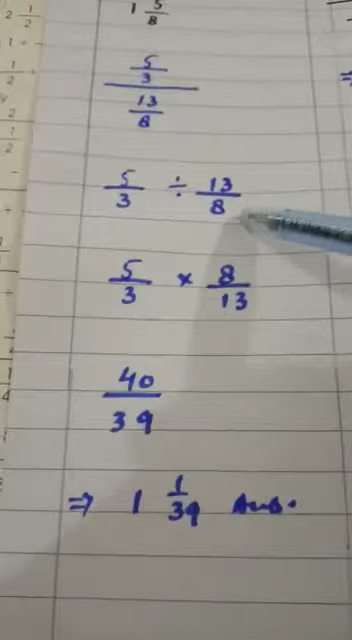 1 5/8
5/3
13/8
5/3 ÷ 13/8
5/3 × 8/13
40/39
⇒ 1 1/39 Ans.